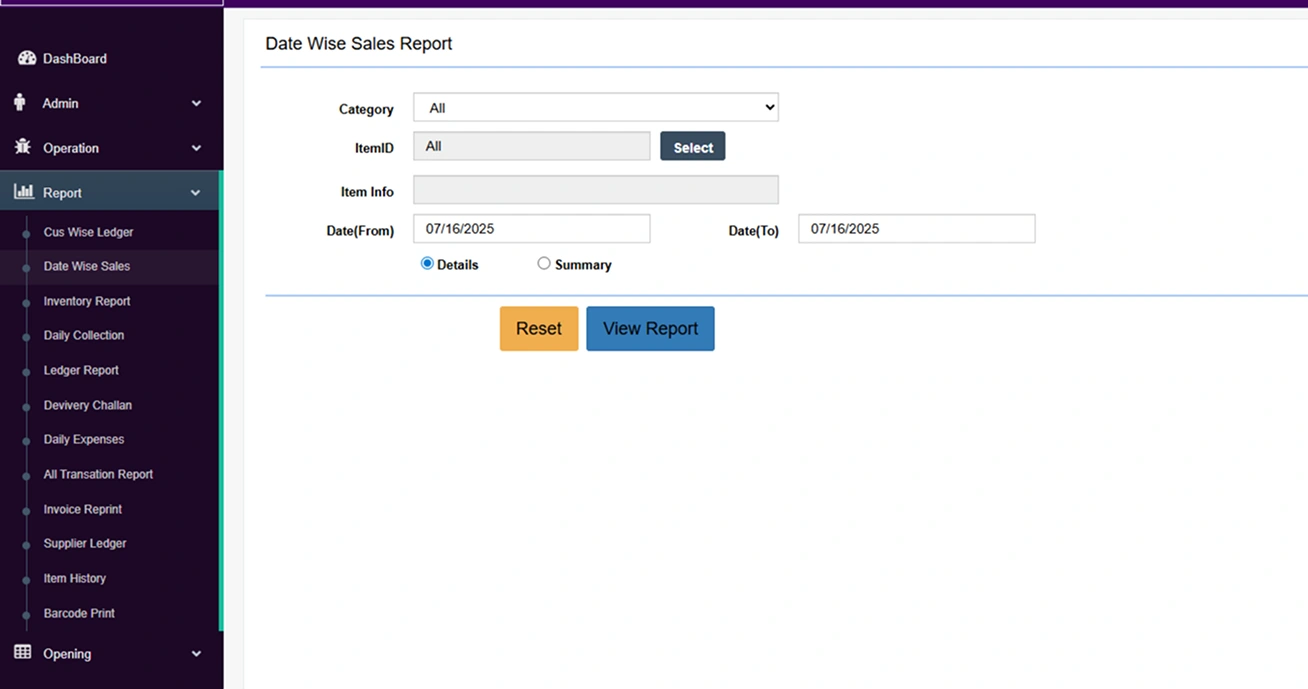 DashBoard
Admin
Operation
Report
Cus Wise Ledger
Date Wise Sales
Inventory Report
Daily Collection
Ledger Report
Devivery Challan
Daily Expenses
All Transation Report
Invoice Reprint
Supplier Ledger
Item History
Barcode Print
Opening
Date Wise Sales Report
Category All
ItemID All Select
Item Info
Date(From) 07/16/2025 Date(To) 07/16/2025
Details Summary
Reset View Report